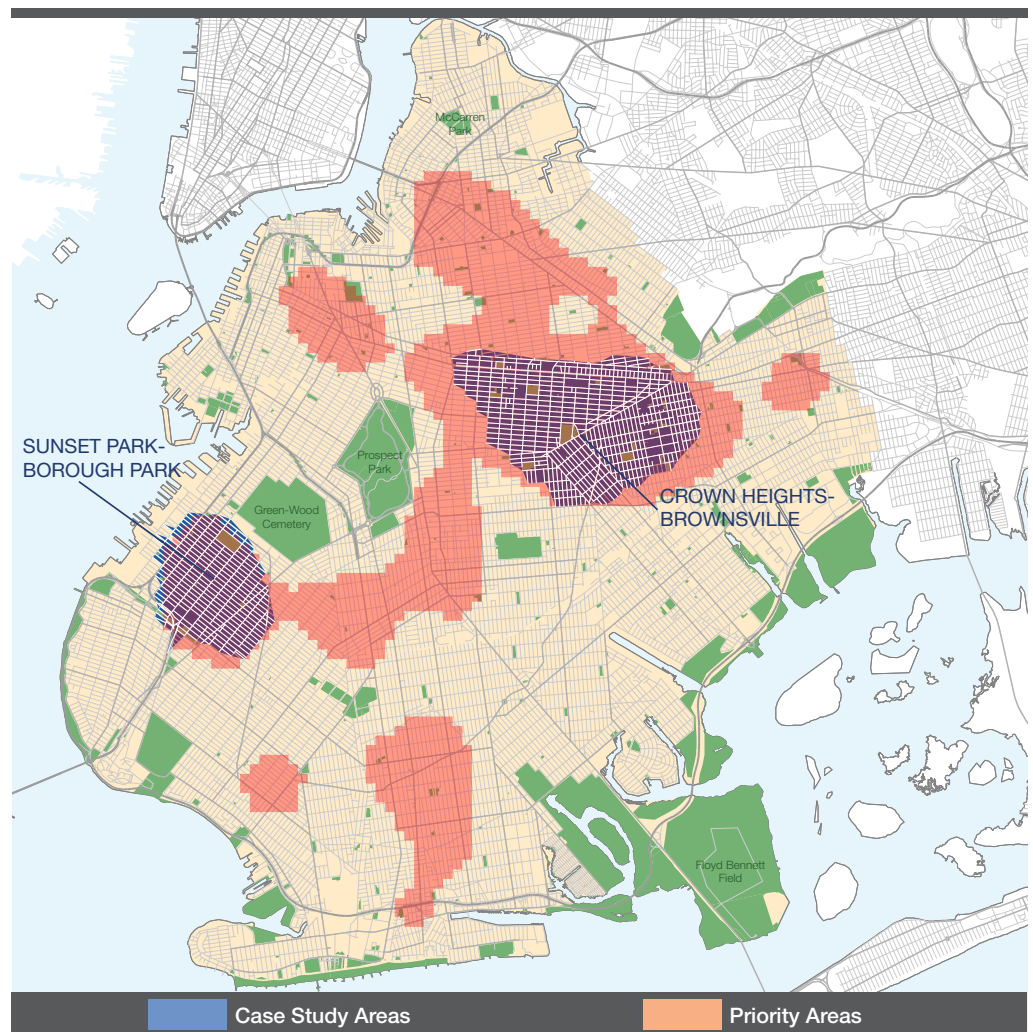 McCarren
Park
SUNSET PARK-
BOROUGH PARK
Prospect
Park
Green-Wood
Cemetery
CROWN HEIGHTS-
BROWNSVILLE
Floyd Bennett
Field
Case Study Areas
Priority Areas